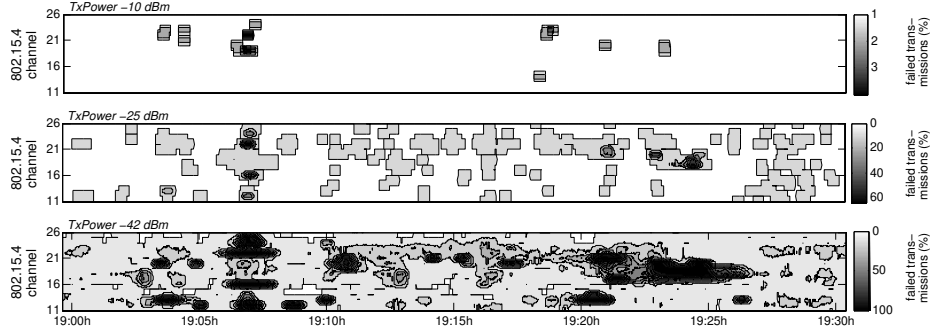 TxPower −10 dBm
26
21
16
11
802.15.4
channel
1
2
3
failed trans−
missions (%)
TxPower −25 dBm
26
21
16
11
802.15.4
channel
0
20
40
60
failed trans−
missions (%)
TxPower −42 dBm
26
21
16
11
802.15.4
channel
0
50
100
failed trans−
missions (%)
19:00h 19:05h 19:10h 19:15h 19:20h 19:25h 19:30h